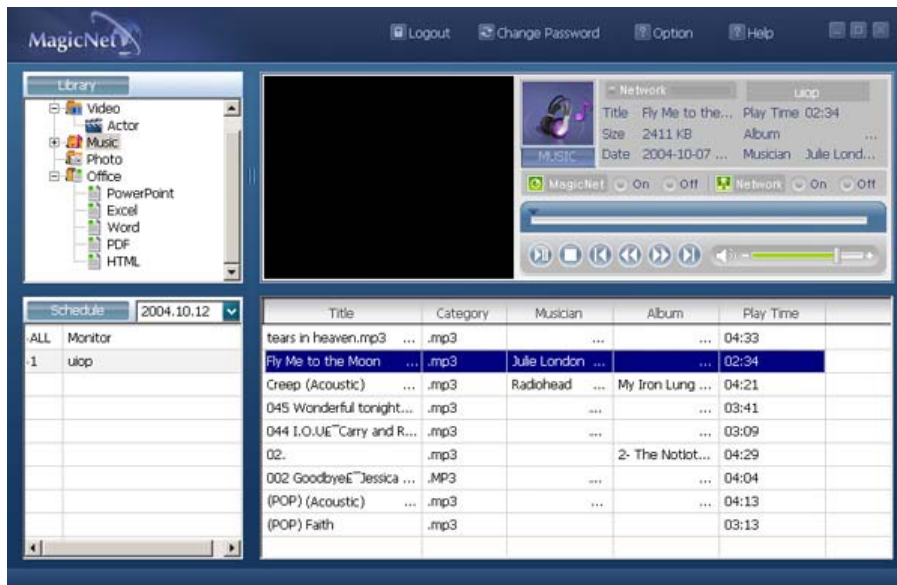 MagicNet
Logout Change Password Option Help
Library
Video
Actor
Music
Photo
Office
PowerPoint
Excel
Word
PDF
HTML
MUSIC
Network uiop
Title Fly Me to the... Play Time 02:34
Size 2411 KB Album ...
Date 2004-10-07 ... Musician Julie Lond...
MagicNet On Off Network On Off
Schedule 2004.10.12
ALL Monitor
1 uiop
Title Category Musician Album Play Time
tears in heaven.mp3 ... .mp3 ... ... 04:33
Fly Me to the Moon ... .mp3 Julie London ... ... 02:34
Creep (Acoustic) ... .mp3 Radiohead ... My Iron Lung ... 04:21
045 Wonderful tonight... .mp3 ... ... 03:41
044 I.O.U£¯Carry and R... .mp3 ... ... 03:09
02. .mp3 2- The Notlot... 04:29
002 Goodbye£¯Jessica ... .MP3 ... ... 04:04
(POP) (Acoustic) ... .mp3 ... ... 04:13
(POP) Faith .mp3 03:13